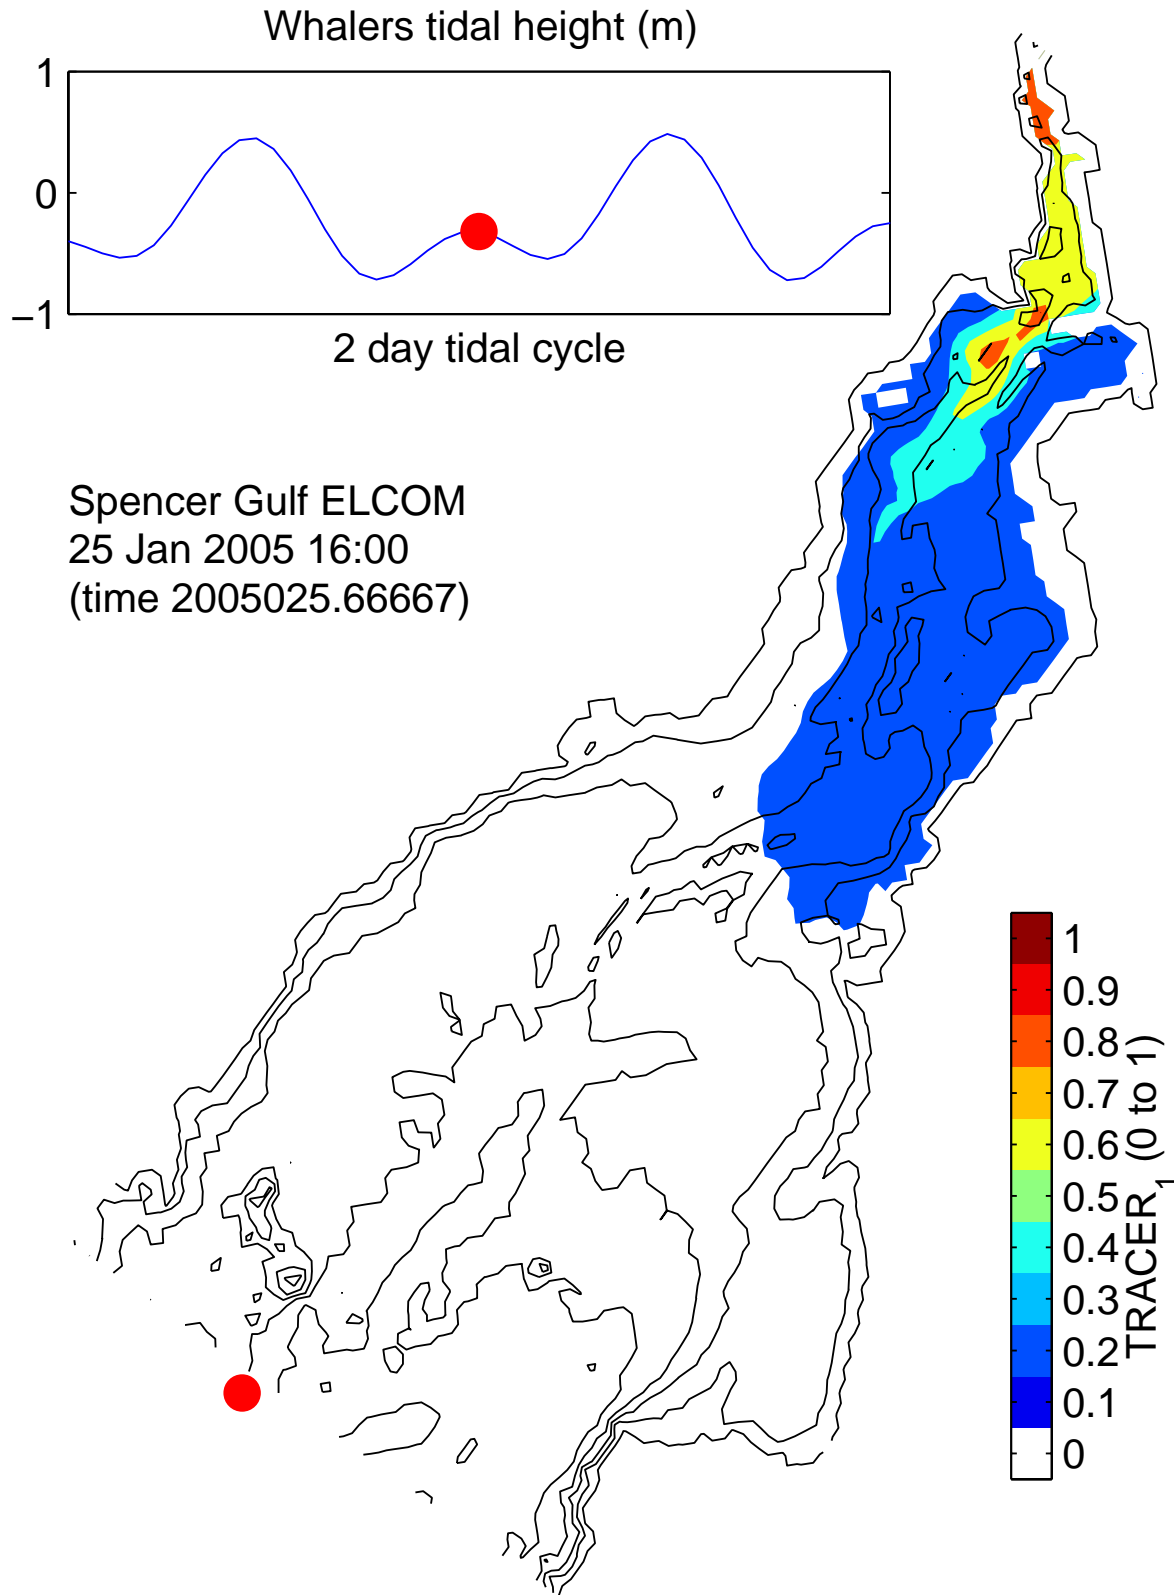 Whalers tidal height (m)
1
0
−1
2 day tidal cycle
Spencer Gulf ELCOM
25 Jan 2005 16:00
(time 2005025.66667)
1
0.9
0.8
0.7
0.6
0.5
0.4
0.3
0.2
0.1
0
TRACER₁ (0 to 1)